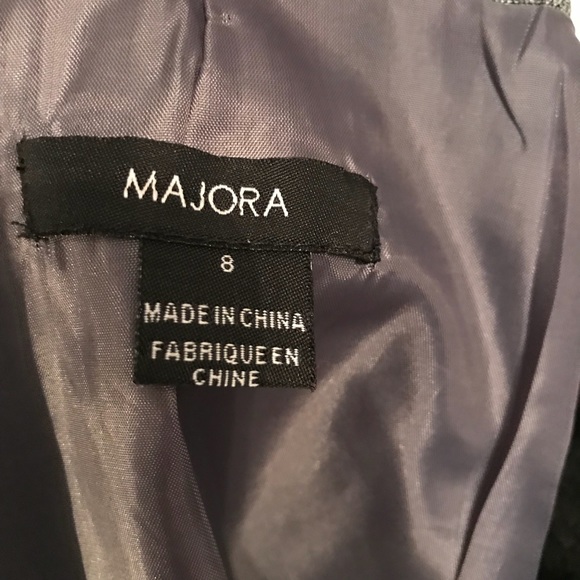 MAJORA
8
MADE IN CHINA
FABRIQUE EN
CHINE